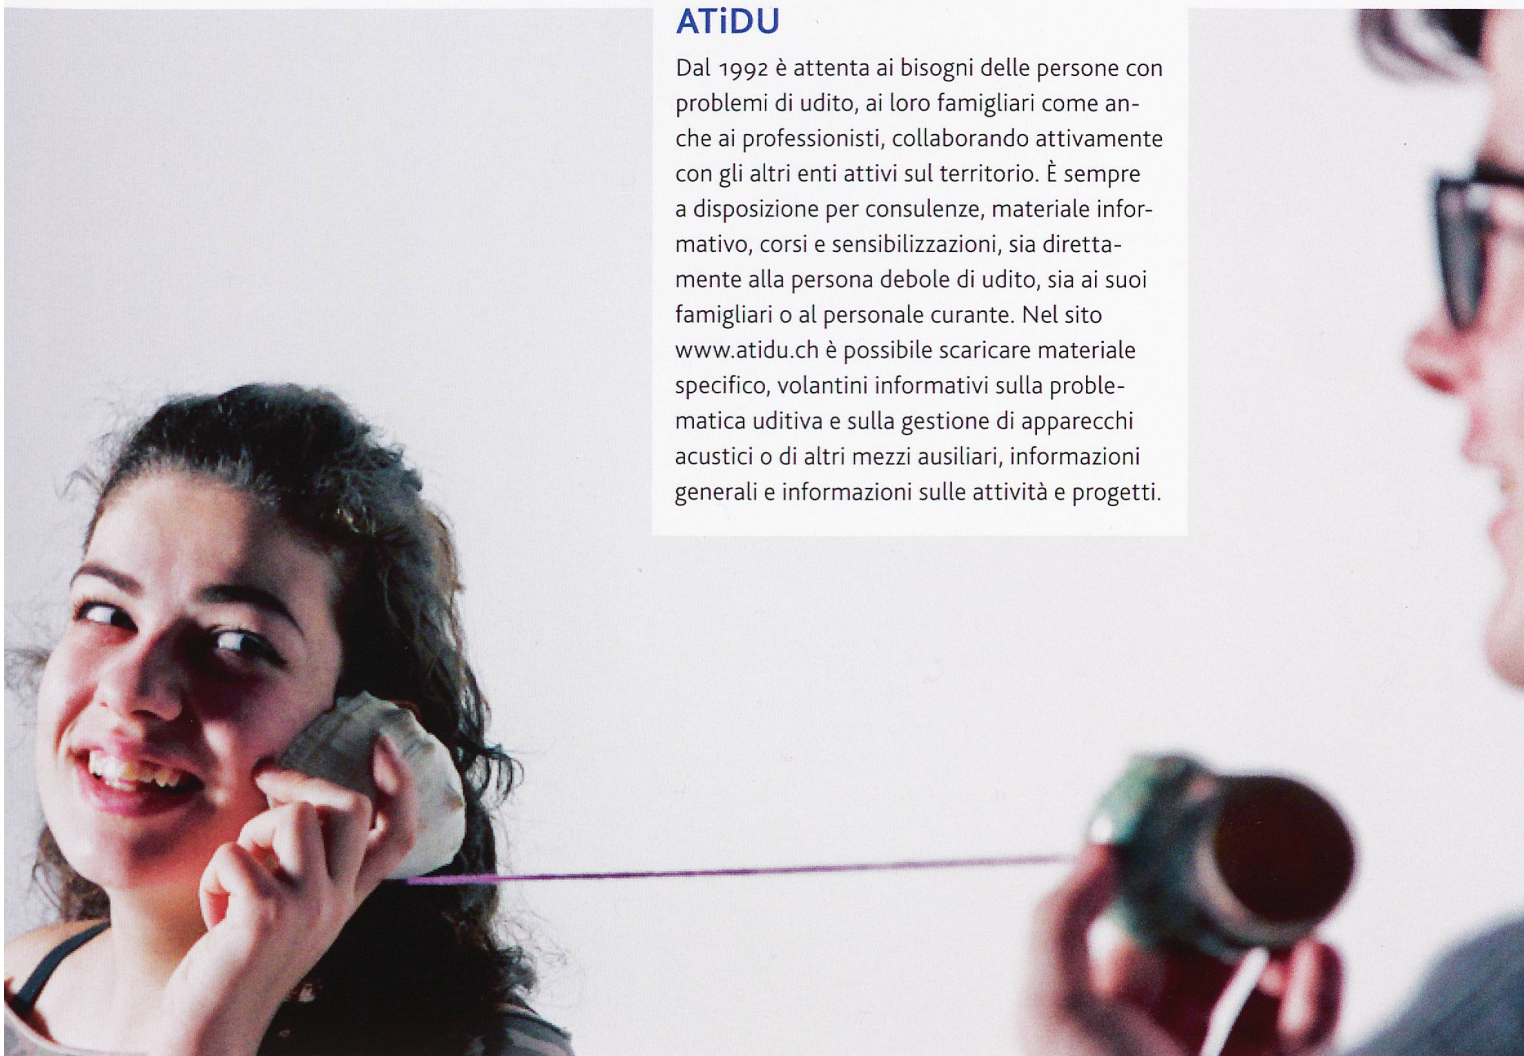 ATiDU
Dal 1992 è attenta ai bisogni delle persone con
problemi di udito, ai loro famigliari come an-
che ai professionisti, collaborando attivamente
con gli altri enti attivi sul territorio. È sempre
a disposizione per consulenze, materiale infor-
mativo, corsi e sensibilizzazioni, sia diretta-
mente alla persona debole di udito, sia ai suoi
famigliari o al personale curante. Nel sito
www.atidu.ch è possibile scaricare materiale
specifico, volantini informativi sulla proble-
matica uditiva e sulla gestione di apparecchi
acustici o di altri mezzi ausiliari, informazioni
generali e informazioni sulle attività e progetti.